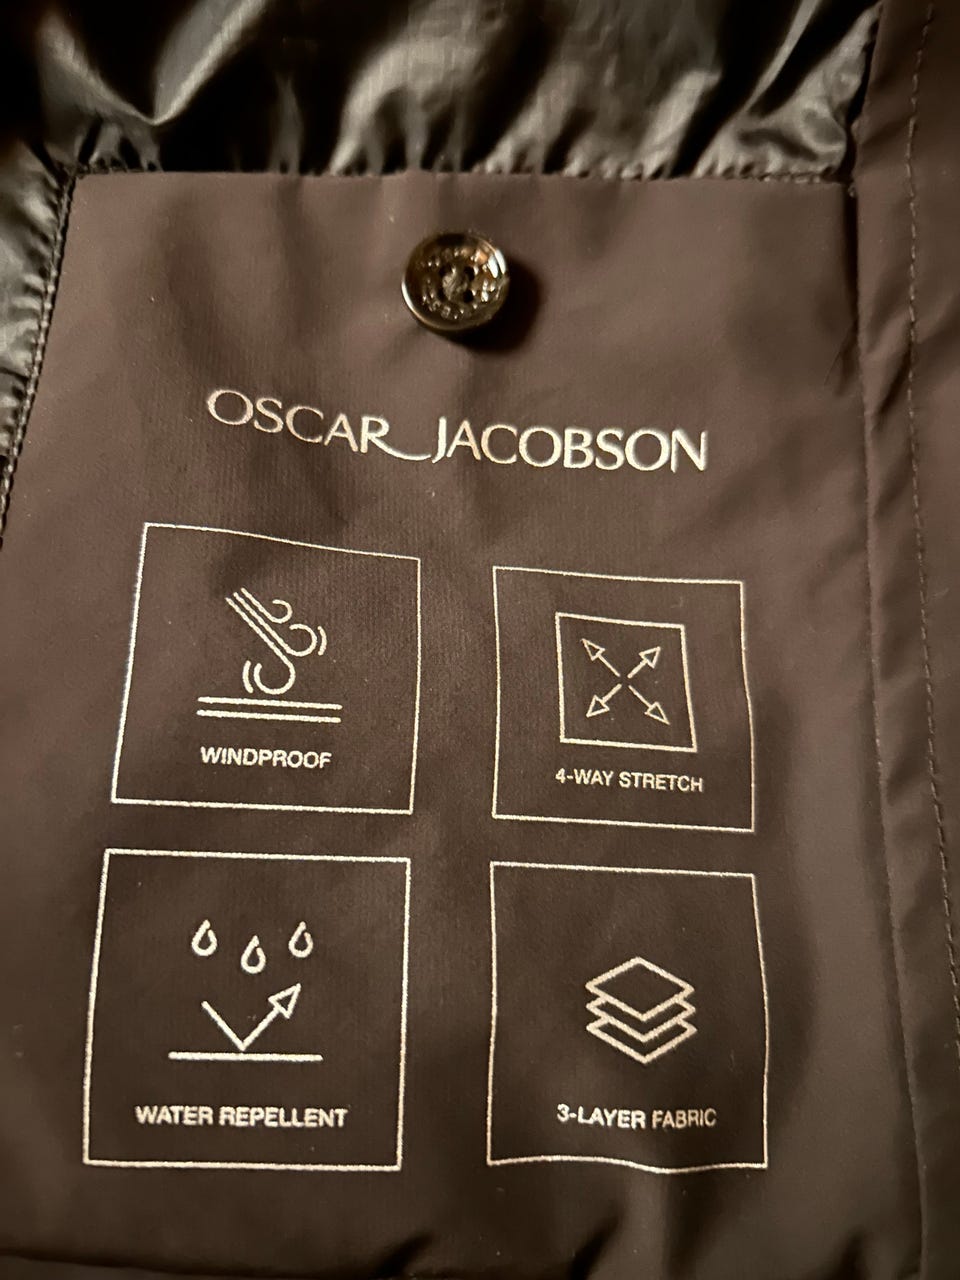 OSCAR JACOBSON
WINDPROOF
4-WAY STRETCH
WATER REPELLENT
3-LAYER FABRIC